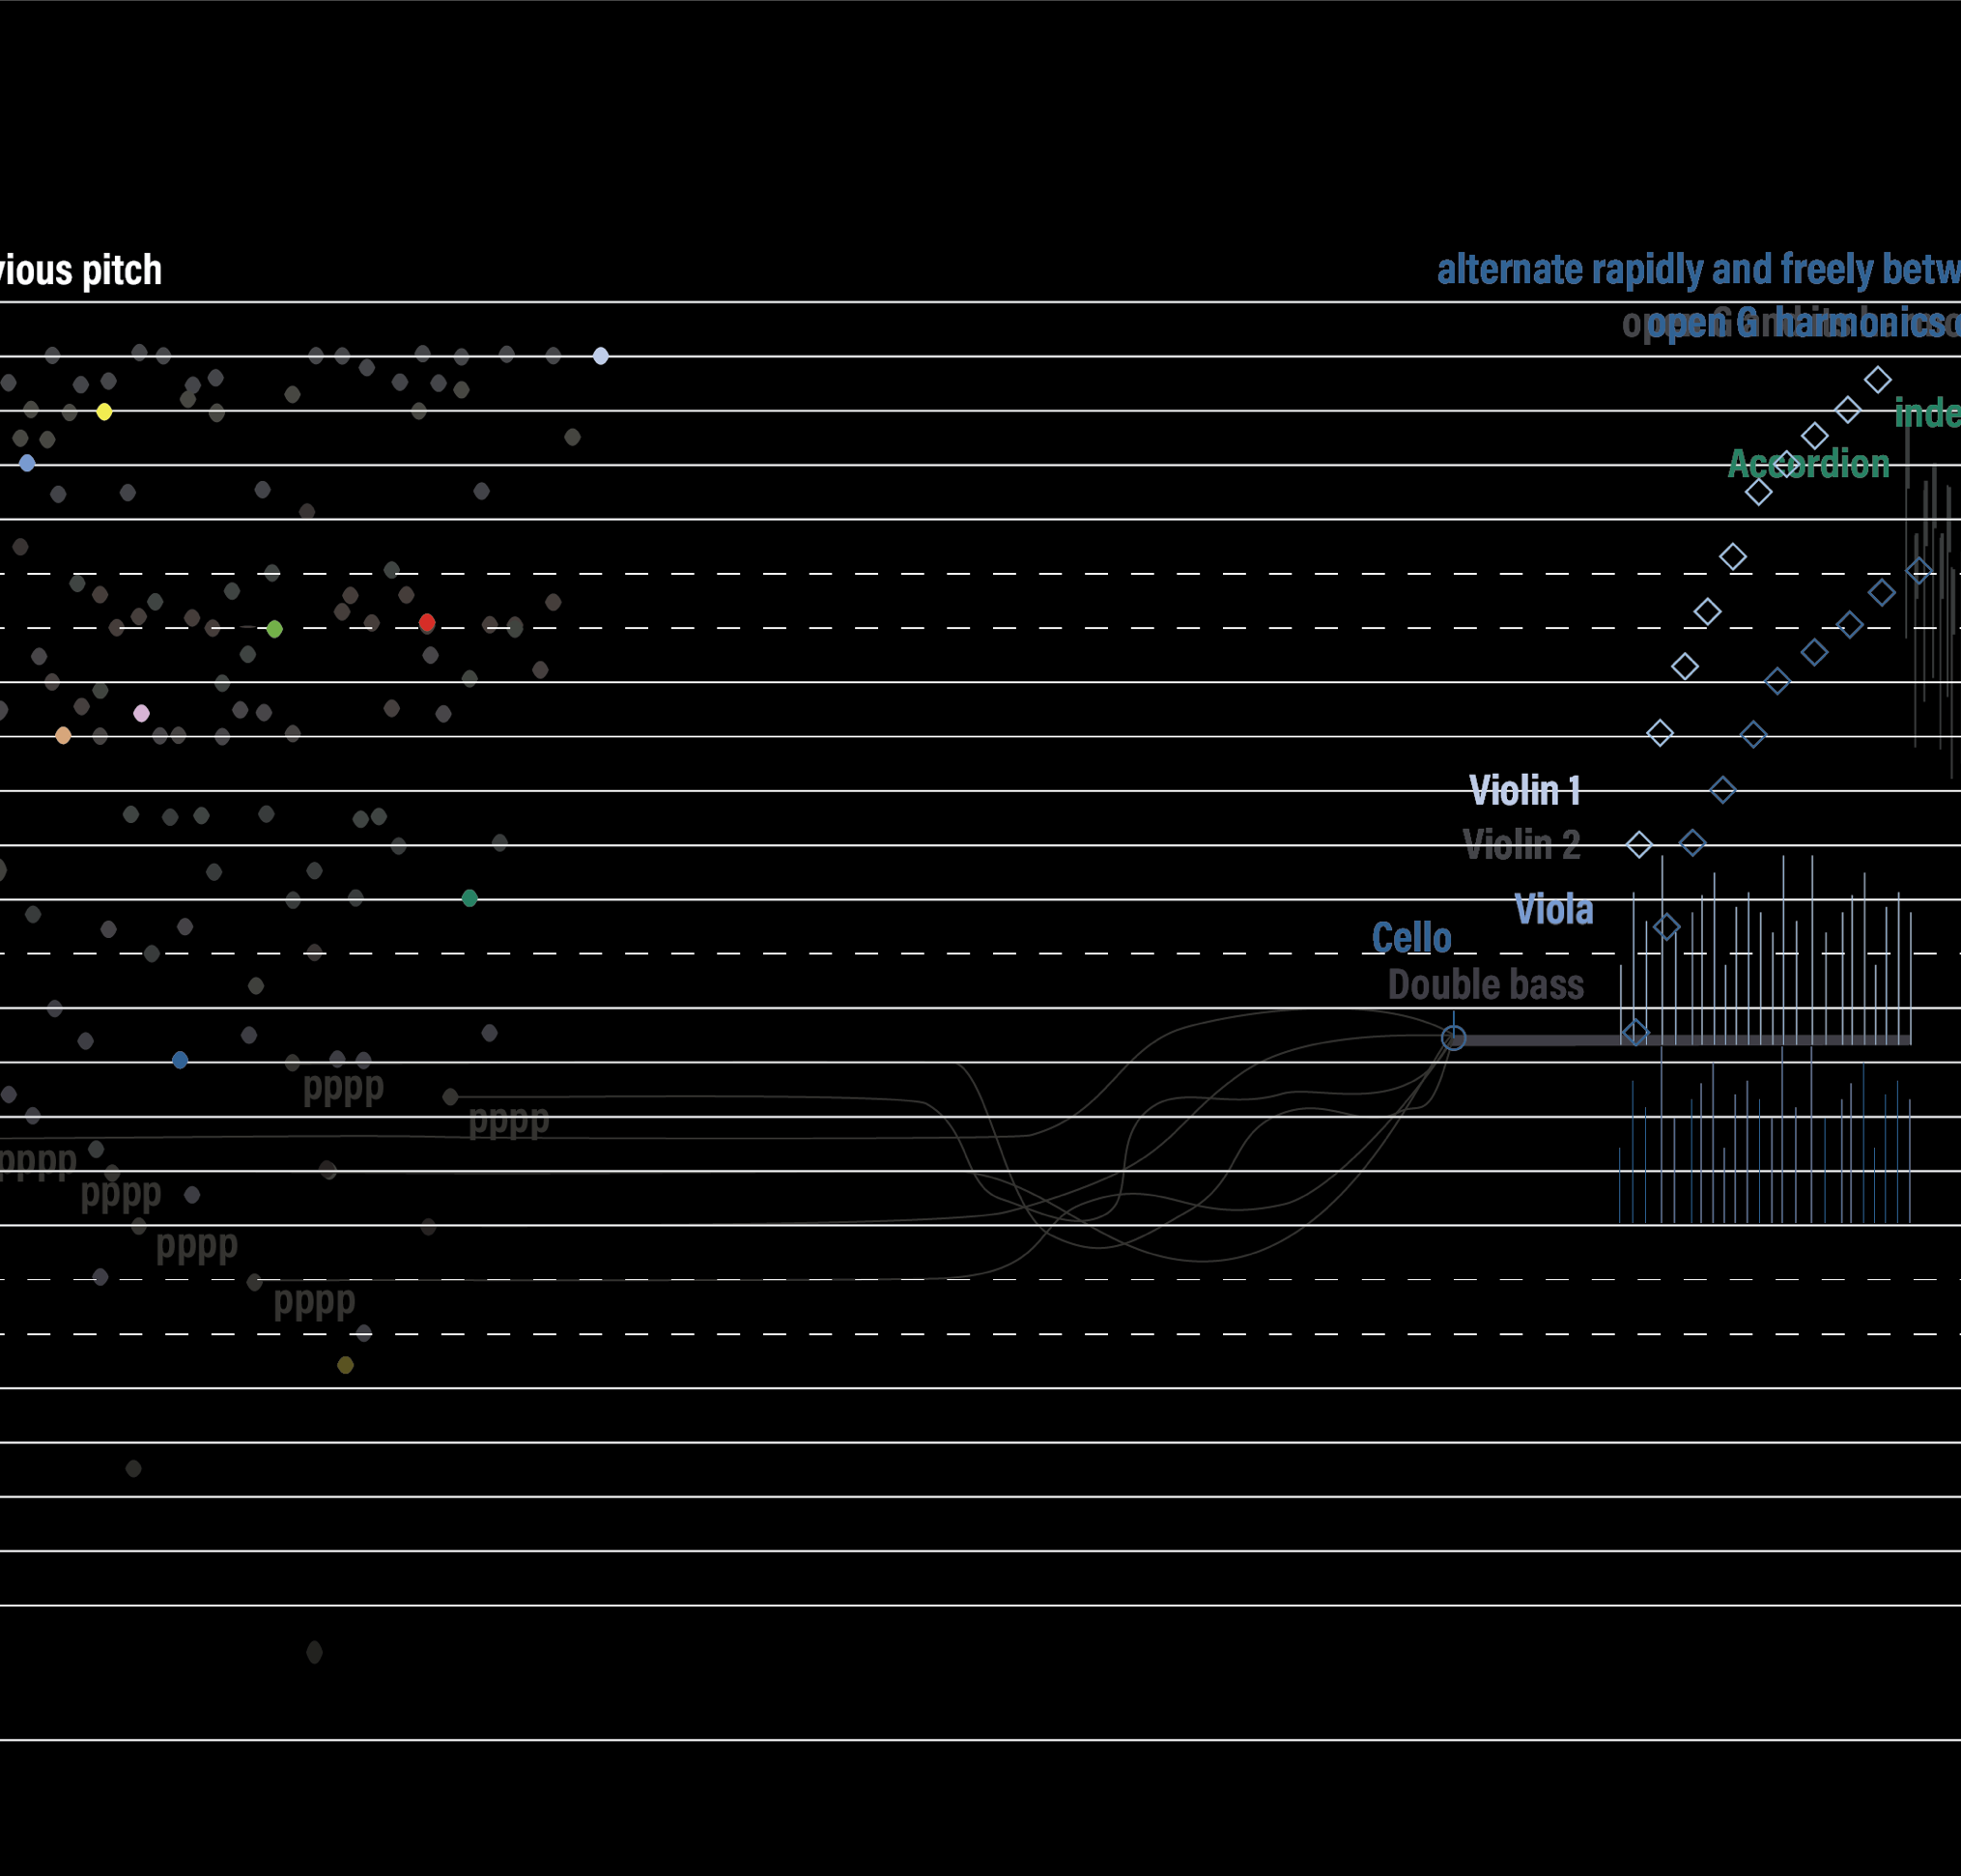 vious pitch
alternate rapidly and freely betw
open G harmonics
inde
Accordion
Violin 1
Violin 2
Viola
Cello
Double bass
pppp
pppp
pppp
pppp
pppp
pppp